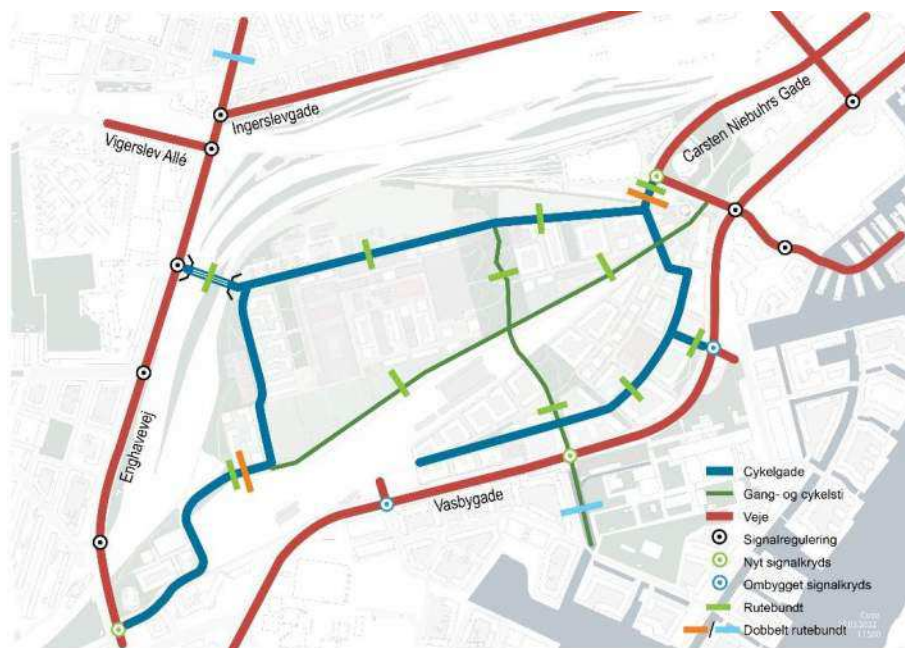 Ingerslevgade
Vigerslev Allé
Carsten Niebuhrs Gade
Enghavevej
Vasbygade
Cykelgade
Gang- og cykelsti
Veje
Signalregulering
Nyt signalkryds
Ombygget signalkryds
Rutebundt
/ Dobbelt rutebundt